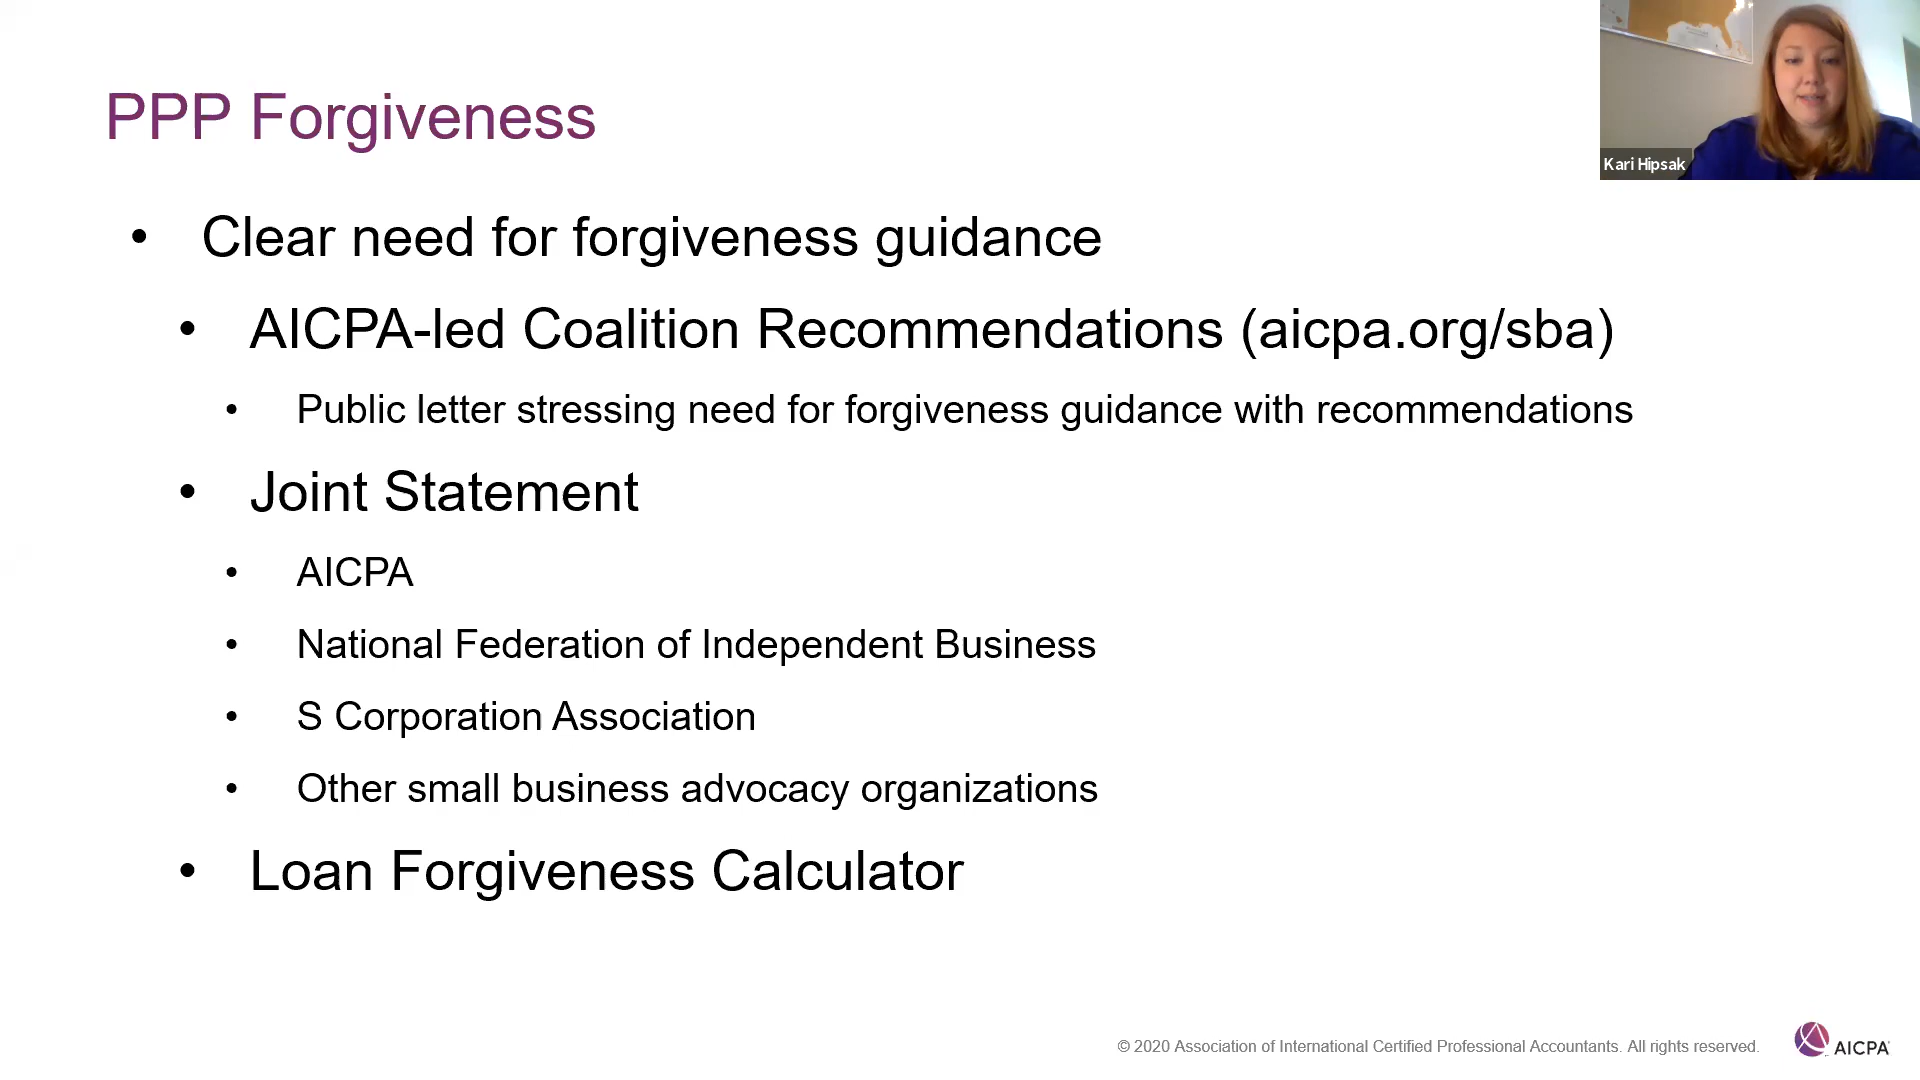 PPP Forgiveness
Kari Hipsak
• Clear need for forgiveness guidance
• AICPA-led Coalition Recommendations (aicpa.org/sba)
• Public letter stressing need for forgiveness guidance with recommendations
• Joint Statement
• AICPA
• National Federation of Independent Business
• S Corporation Association
• Other small business advocacy organizations
• Loan Forgiveness Calculator
© 2020 Association of International Certified Professional Accountants. All rights reserved.
AICPA